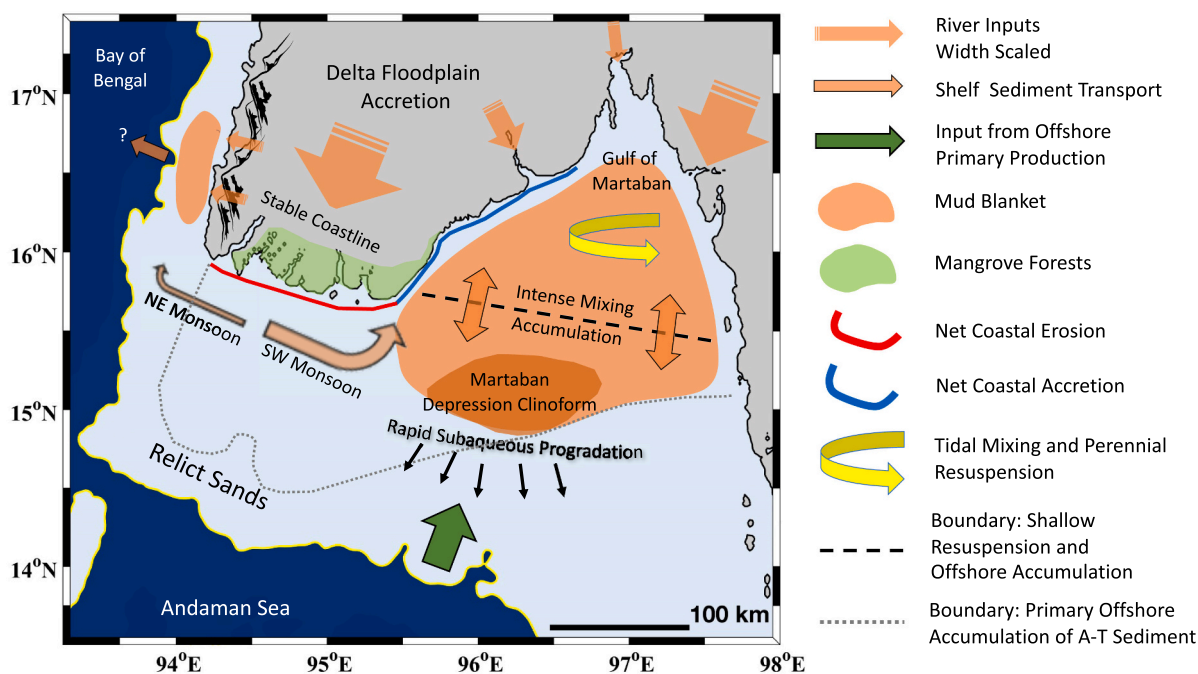 Bay of
Bengal
Delta Floodplain
Accretion
?
Gulf of
Martaban
Stable Coastline
Intense Mixing
Accumulation
NE Monsoon
SW Monsoon
Martaban
Depression Clinoform
Rapid Subaqueous Progradation
Relict Sands
Andaman Sea
100 km
17°N
16°N
15°N
14°N
94°E
95°E
96°E
97°E
98°E
River Inputs
Width Scaled
Shelf Sediment Transport
Input from Offshore
Primary Production
Mud Blanket
Mangrove Forests
Net Coastal Erosion
Net Coastal Accretion
Tidal Mixing and Perennial
Resuspension
Boundary: Shallow
Resuspension and
Offshore Accumulation
Boundary: Primary Offshore
Accumulation of A-T Sediment